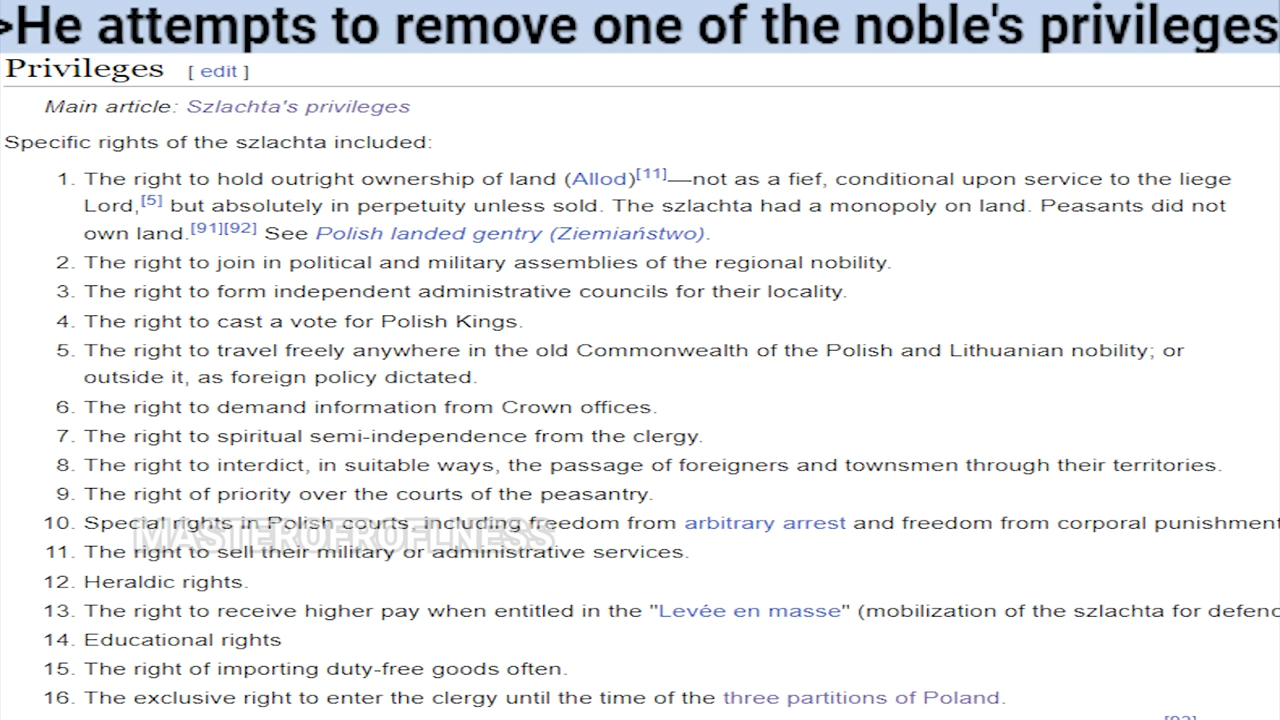 >He attempts to remove one of the noble's privileges
Privileges [ edit ]
Main article: Szlachta's privileges
Specific rights of the szlachta included:
1. The right to hold outright ownership of land (Allod)[11]—not as a fief, conditional upon service to the liege
Lord,[5] but absolutely in perpetuity unless sold. The szlachta had a monopoly on land. Peasants did not
own land.[91][92] See Polish landed gentry (Ziemiaństwo).
2. The right to join in political and military assemblies of the regional nobility.
3. The right to form independent administrative councils for their locality.
4. The right to cast a vote for Polish Kings.
5. The right to travel freely anywhere in the old Commonwealth of the Polish and Lithuanian nobility; or
outside it, as foreign policy dictated.
6. The right to demand information from Crown offices.
7. The right to spiritual semi-independence from the clergy.
8. The right to interdict, in suitable ways, the passage of foreigners and townsmen through their territories.
9. The right of priority over the courts of the peasantry.
10. Special rights in Polish courts, including freedom from arbitrary arrest and freedom from corporal punishment
MASTEROFROFLNESS
11. The right to sell their military or administrative services.
12. Heraldic rights.
13. The right to receive higher pay when entitled in the "Levée en masse" (mobilization of the szlachta for defenc
14. Educational rights
15. The right of importing duty-free goods often.
16. The exclusive right to enter the clergy until the time of the three partitions of Poland.